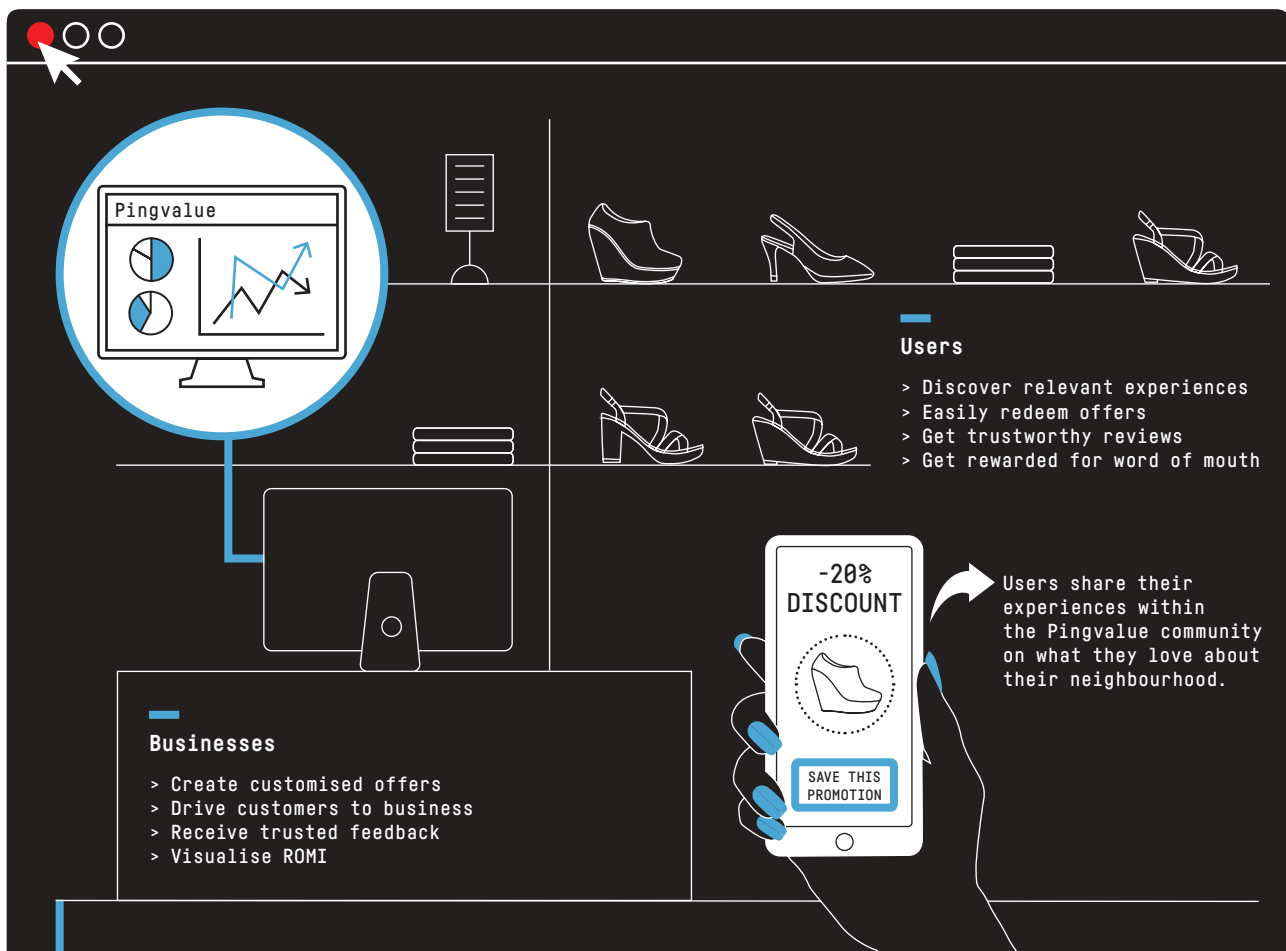 Pingvalue
Users
> Discover relevant experiences
> Easily redeem offers
> Get trustworthy reviews
> Get rewarded for word of mouth
-20%
DISCOUNT
SAVE THIS
PROMOTION
Users share their
experiences within
the Pingvalue community
on what they love about
their neighbourhood.
Businesses
> Create customised offers
> Drive customers to business
> Receive trusted feedback
> Visualise ROMI